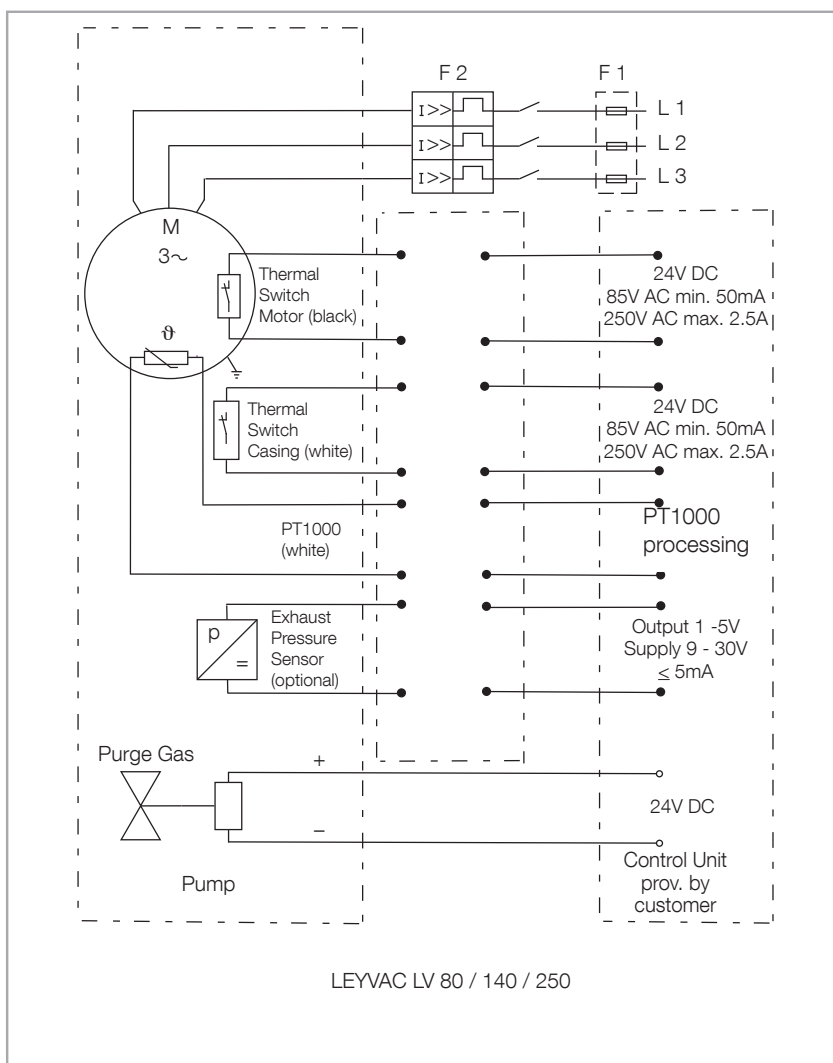 F 2
F 1
I>>
L 1
I>>
L 2
I>>
L 3
M
3~
Thermal
Switch
Motor (black)
24V DC
85V AC min. 50mA
250V AC max. 2.5A
ϑ
Thermal
Switch
Casing (white)
24V DC
85V AC min. 50mA
250V AC max. 2.5A
PT1000
(white)
PT1000
processing
p
=
Exhaust
Pressure
Sensor
(optional)
Output 1 -5V
Supply 9 - 30V
≤ 5mA
Purge Gas
+
–
24V DC
Pump
Control Unit
prov. by
customer
LEYVAC LV 80 / 140 / 250